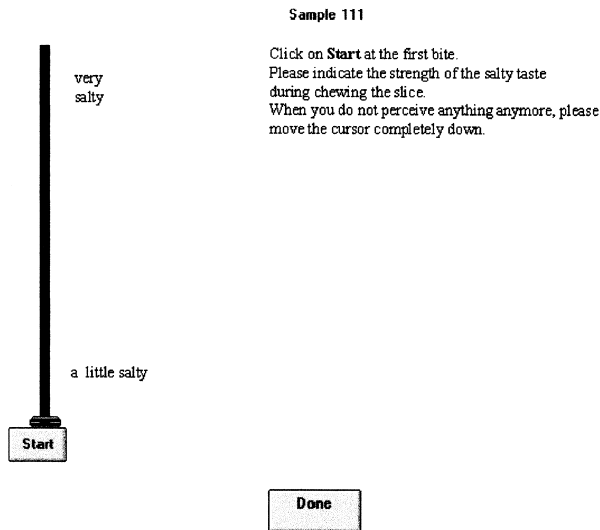 Sample 111
very
salty
Click on Start at the first bite.
Please indicate the strength of the salty taste
during chewing the slice.
When you do not perceive anything anymore, please
move the cursor completely down.
a little salty
Start
Done